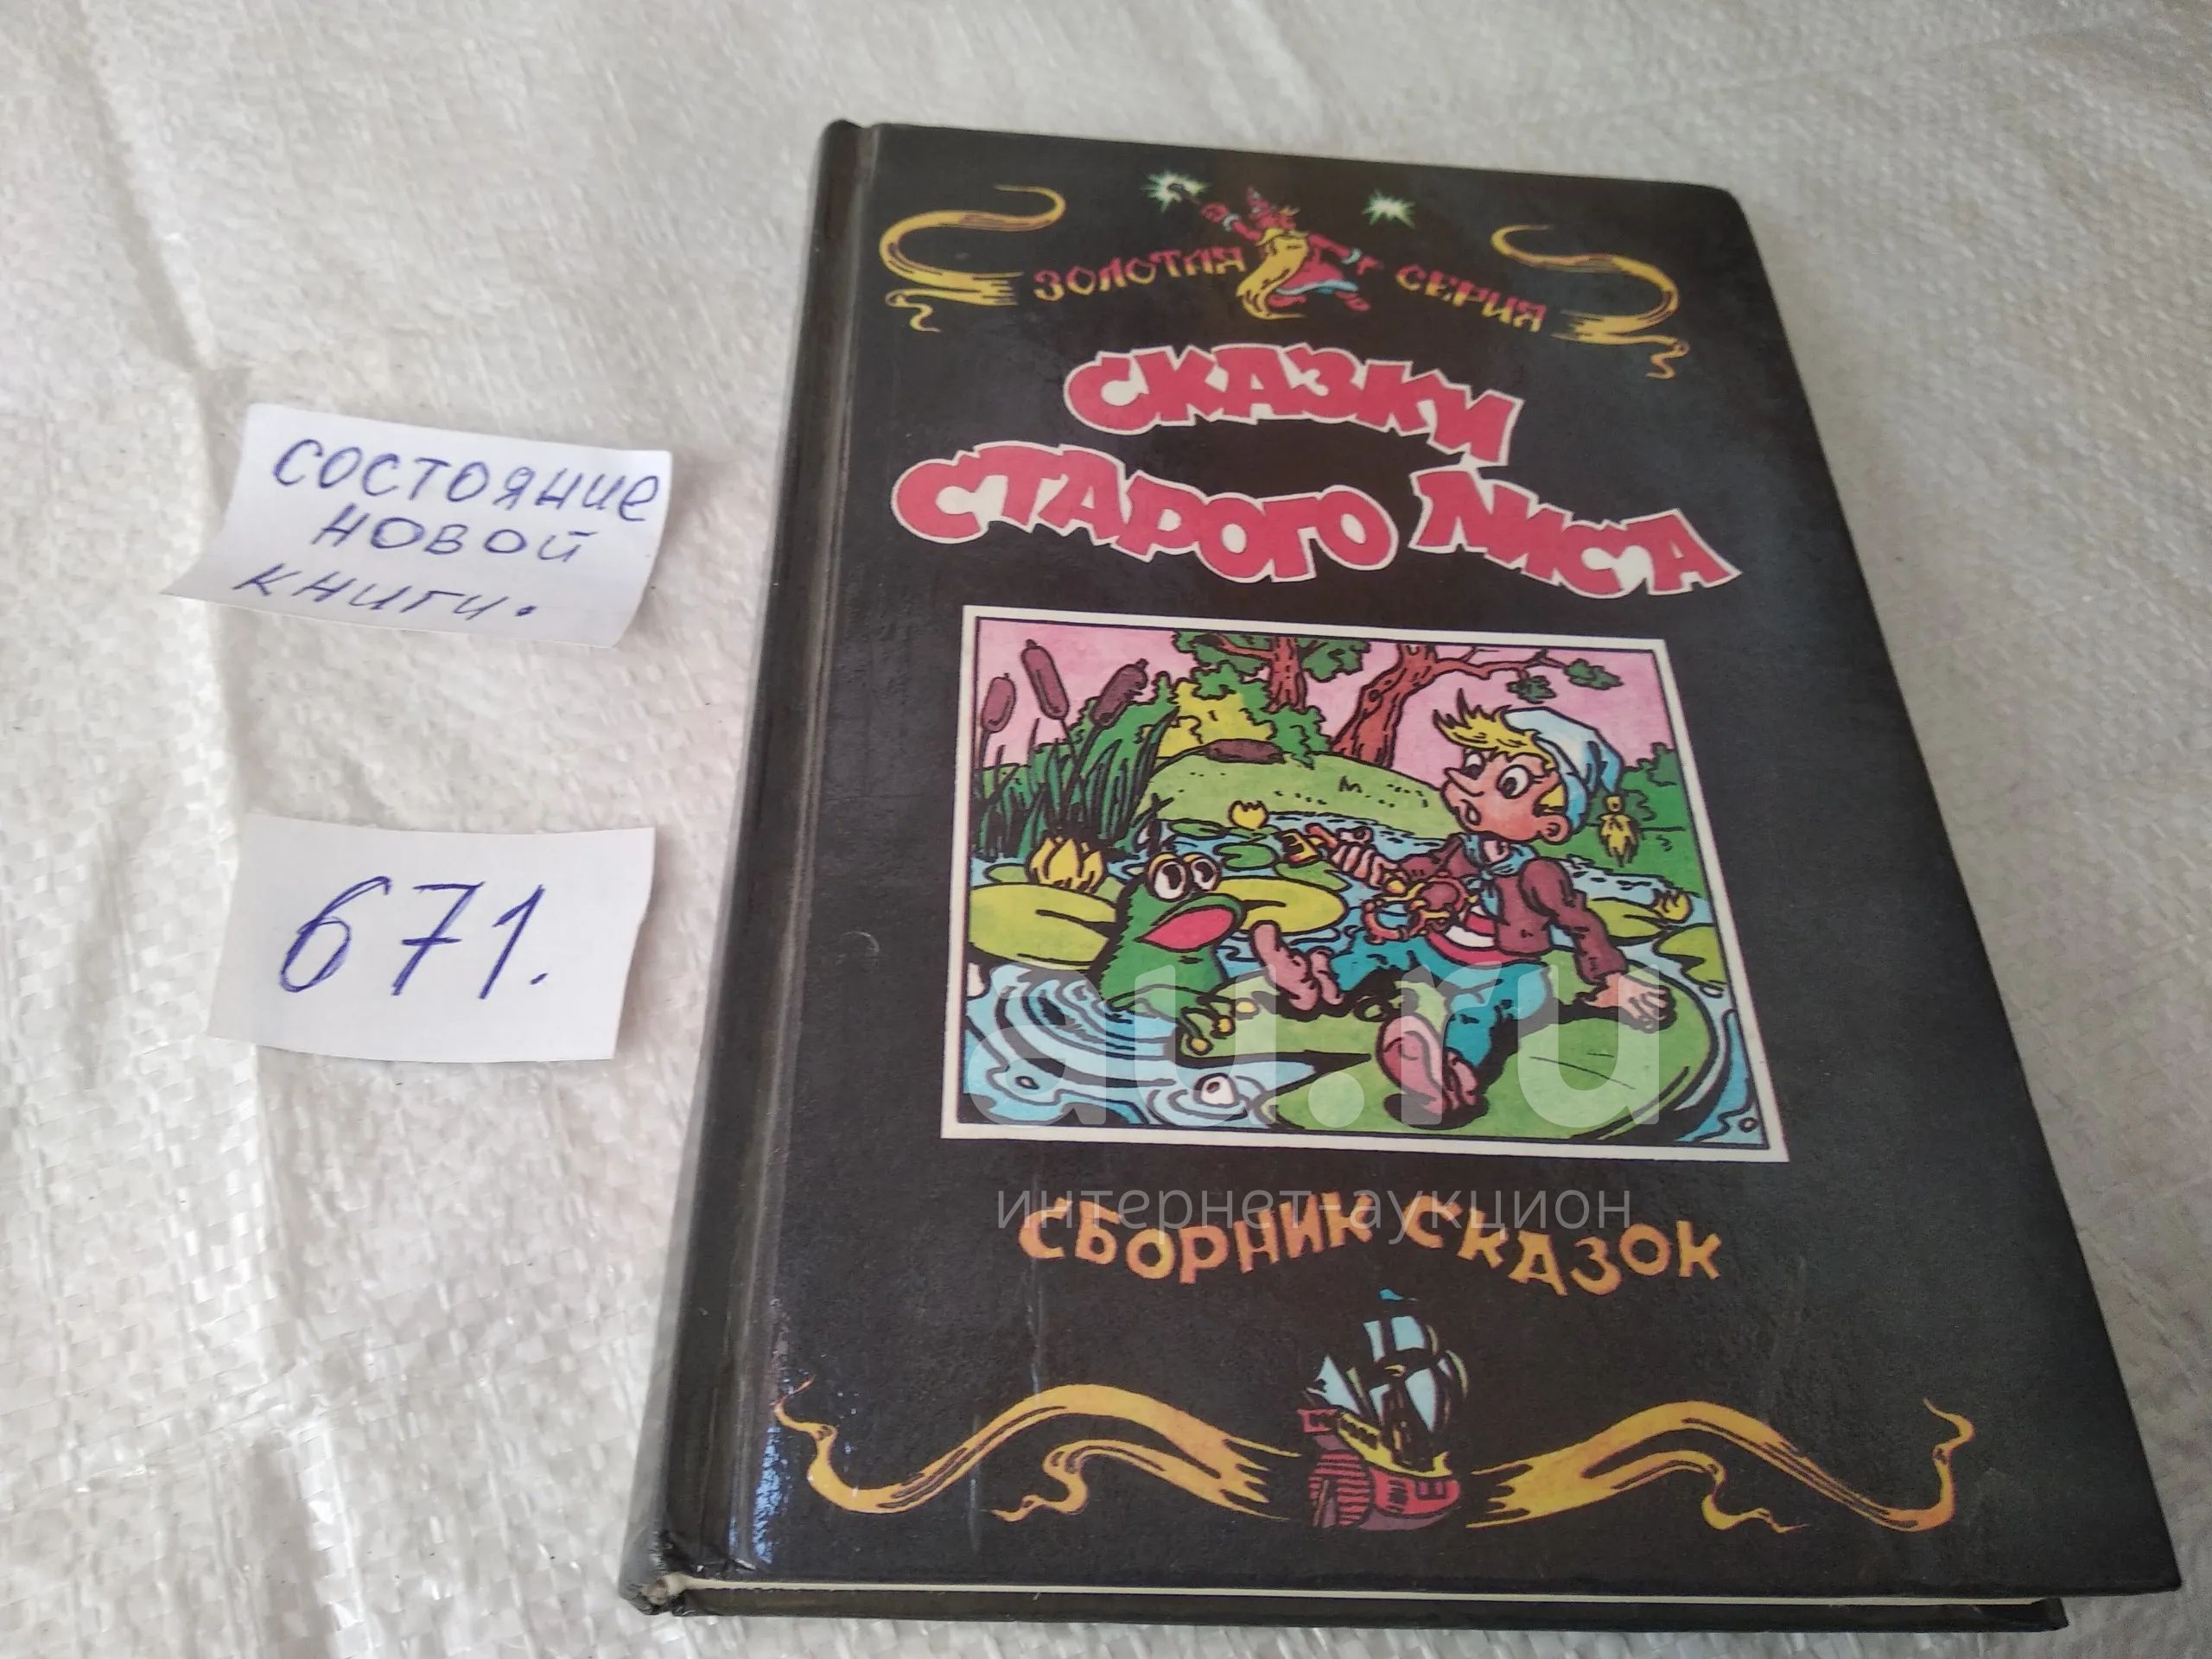 СОСТОЯНИЕ
НОВОЙ
КНИГИ.
671.
ЗОЛОТАЯ СЕРИЯ
СКАЗКИ
СТАРОГО ЛИСА
au.ru
интернет-аукцион
СБОРНИК СКАЗОК